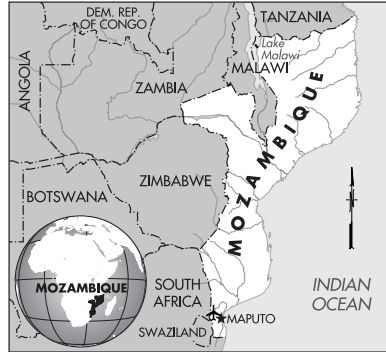 DEM. REP.
OF CONGO
TANZANIA
Lake
Malawi
MALAWI
ANGOLA
ZAMBIA
MOZAMBIQUE
ZIMBABWE
BOTSWANA
MOZAMBIQUE
SOUTH
AFRICA
INDIAN
OCEAN
MAPUTO
SWAZILAND